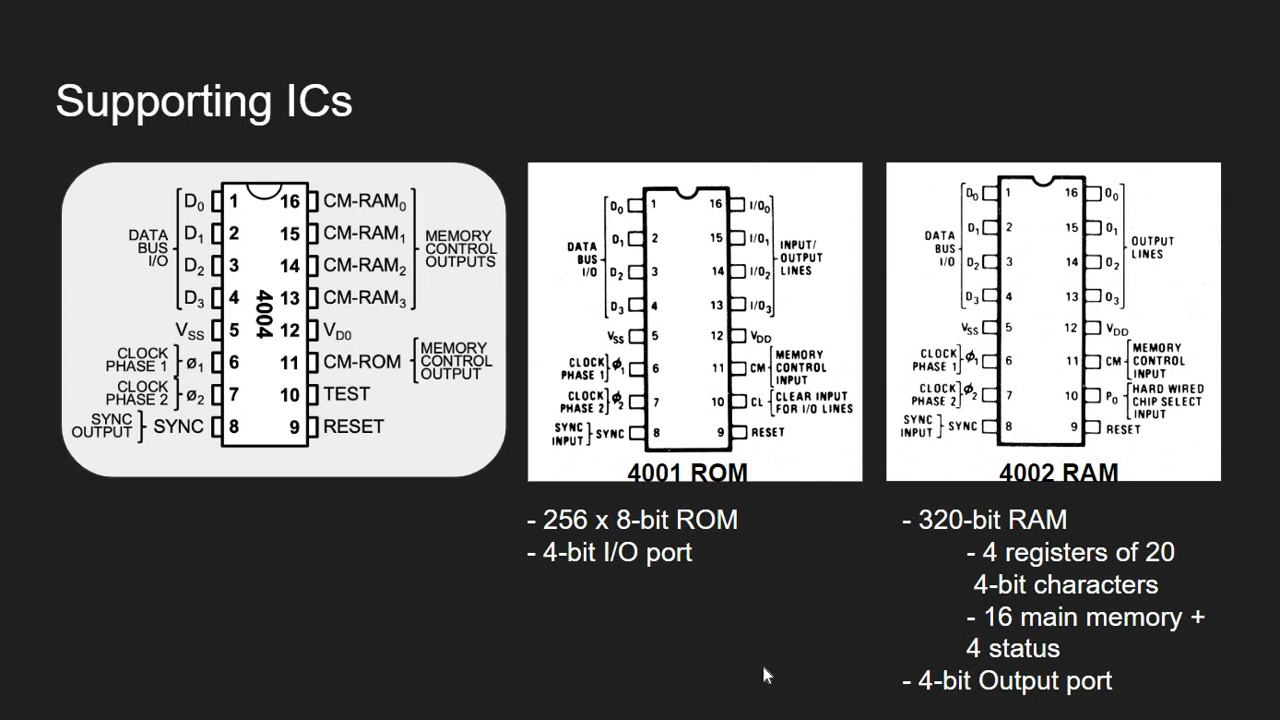 Supporting ICs
D0 1 16 CM-RAM0
D1 2 15 CM-RAM1
D2 3 14 CM-RAM2
D3 4 13 CM-RAM3
DATA
BUS
I/O
MEMORY
CONTROL
OUTPUTS
4004
VSS 5 12 VD0
CLOCK
PHASE 1
ø1 6 11 CM-ROM
MEMORY
CONTROL
OUTPUT
CLOCK
PHASE 2
ø2 7 10 TEST
SYNC
OUTPUT
SYNC 8 9 RESET
D0 1 16 I/O0
D1 2 15 I/O1
D2 3 14 I/O2
D3 4 13 I/O3
DATA
BUS
I/O
INPUT/
OUTPUT
LINES
VSS 5 12 VDD
CLOCK
PHASE 1
ϕ1 6 11 CM
MEMORY
CONTROL
INPUT
CLOCK
PHASE 2
ϕ2 7 10 CL
CLEAR INPUT
FOR I/O LINES
SYNC
INPUT
SYNC 8 9 RESET
4001 ROM
D0 1 16 O0
D1 2 15 O1
D2 3 14 O2
D3 4 13 O3
DATA
BUS
I/O
OUTPUT
LINES
VSS 5 12 VDD
CLOCK
PHASE 1
ϕ1 6 11 CM
MEMORY
CONTROL
INPUT
CLOCK
PHASE 2
ϕ2 7 10 P0
HARD WIRED
CHIP SELECT
INPUT
SYNC
INPUT
SYNC 8 9 RESET
4002 RAM
- 256 x 8-bit ROM
- 4-bit I/O port
- 320-bit RAM
- 4 registers of 20
4-bit characters
- 16 main memory +
4 status
- 4-bit Output port